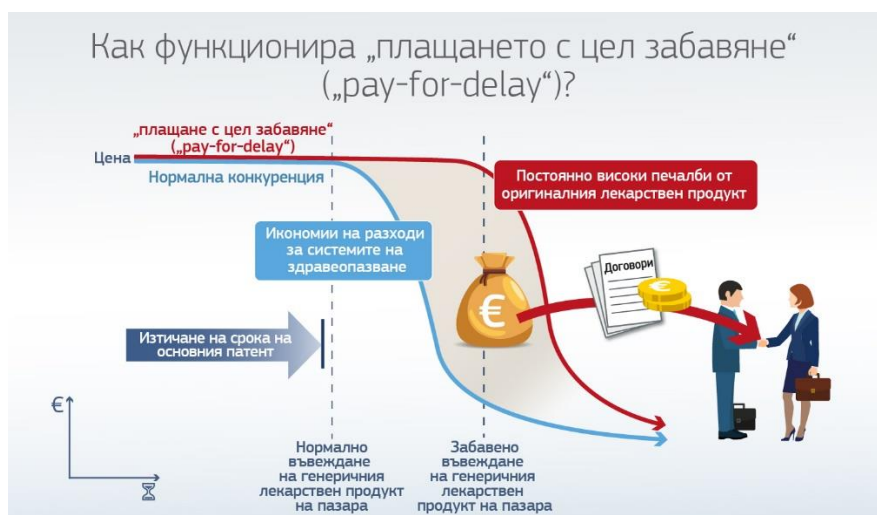 Как функционира „плащането с цел забавяне“
(„pay-for-delay“)?
„плащане с цел забавяне“
(„pay-for-delay“)
Цена
Нормална конкуренция
Постоянно високи печалби от
оригиналния лекарствен продукт
Икономии на разходи
за системите на
здравеопазване
Договори
€
€
Изтичане на срока на
основния патент
€
Нормално
въвеждане
на генеричния
лекарствен продукт
на пазара
Забавено
въвеждане
на генеричния
лекарствен
продукт на пазара